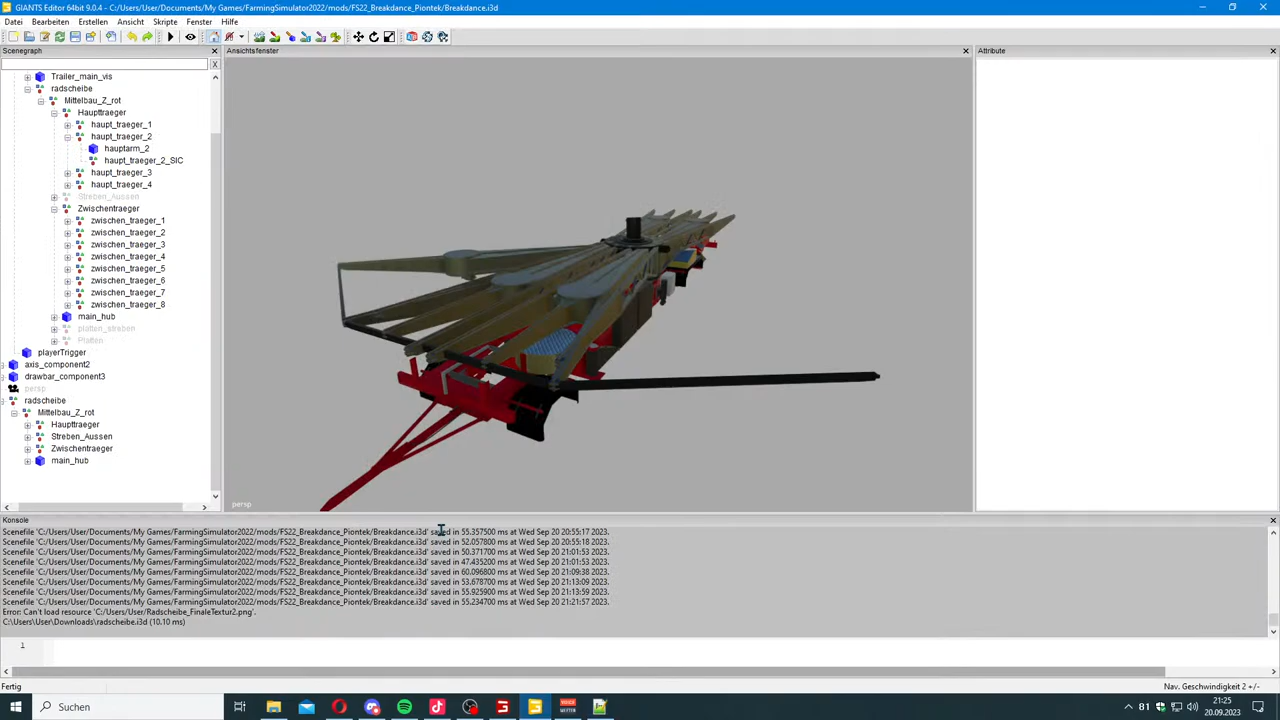 GIANTS Editor 64bit 9.0.4 - C:/Users/User/Documents/My Games/FarmingSimulator2022/mods/FS22_Breakdance_Piontek/Breakdance.i3d
Datei Bearbeiten Erstellen Ansicht Skripte Fenster Hilfe
Scenegraph
Ansichtsfenster
Attribute
X
Trailer_main_vis
radscheibe
Mittelbau_Z_rot
Haupttraeger
haupt_traeger_1
haupt_traeger_2
hauptarm_2
haupt_traeger_2_SIC
haupt_traeger_3
haupt_traeger_4
Streben_Aussen
Zwischentraeger
zwischen_traeger_1
zwischen_traeger_2
zwischen_traeger_3
zwischen_traeger_4
zwischen_traeger_5
zwischen_traeger_6
zwischen_traeger_7
zwischen_traeger_8
main_hub
platten_streben
Platten
playerTrigger
axis_component2
drawbar_component3
persp
radscheibe
Mittelbau_Z_rot
Haupttraeger
Streben_Aussen
Zwischentraeger
main_hub
persp
Konsole
Scenefile 'C:/Users/User/Documents/My Games/FarmingSimulator2022/mods/FS22_Breakdance_Piontek/Breakdance.i3d' saved in 55.357500 ms at Wed Sep 20 20:55:17 2023.
Scenefile 'C:/Users/User/Documents/My Games/FarmingSimulator2022/mods/FS22_Breakdance_Piontek/Breakdance.i3d' saved in 52.057800 ms at Wed Sep 20 20:55:18 2023.
Scenefile 'C:/Users/User/Documents/My Games/FarmingSimulator2022/mods/FS22_Breakdance_Piontek/Breakdance.i3d' saved in 50.371700 ms at Wed Sep 20 21:01:53 2023.
Scenefile 'C:/Users/User/Documents/My Games/FarmingSimulator2022/mods/FS22_Breakdance_Piontek/Breakdance.i3d' saved in 47.435200 ms at Wed Sep 20 21:01:53 2023.
Scenefile 'C:/Users/User/Documents/My Games/FarmingSimulator2022/mods/FS22_Breakdance_Piontek/Breakdance.i3d' saved in 60.096800 ms at Wed Sep 20 21:09:38 2023.
Scenefile 'C:/Users/User/Documents/My Games/FarmingSimulator2022/mods/FS22_Breakdance_Piontek/Breakdance.i3d' saved in 53.678700 ms at Wed Sep 20 21:13:09 2023.
Scenefile 'C:/Users/User/Documents/My Games/FarmingSimulator2022/mods/FS22_Breakdance_Piontek/Breakdance.i3d' saved in 55.925900 ms at Wed Sep 20 21:13:59 2023.
Scenefile 'C:/Users/User/Documents/My Games/FarmingSimulator2022/mods/FS22_Breakdance_Piontek/Breakdance.i3d' saved in 55.234700 ms at Wed Sep 20 21:21:57 2023.
Error: Can't load resource 'C:/Users/User/Radscheibe_FinaleTextur2.png'.
C:\Users\User\Downloads\radscheibe.i3d (10.10 ms)
1
Fertig
Nav. Geschwindigkeit 2 +/-
Suchen
81
21:25
20.09.2023